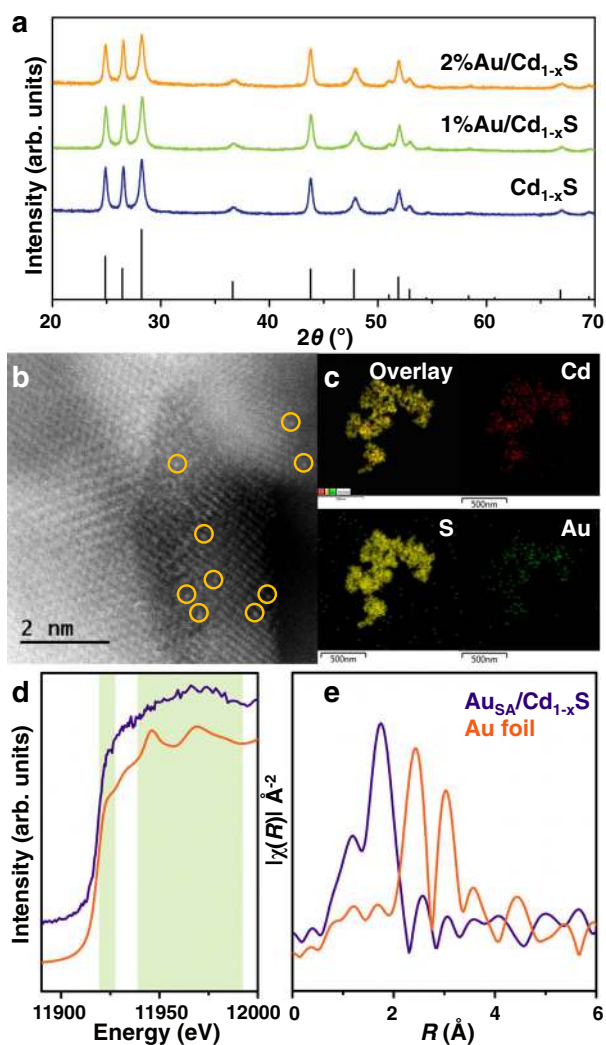 a
Intensity (arb. units)
2%Au/Cd1-xS
1%Au/Cd1-xS
Cd1-xS
20 30 40 50 60 70
2θ (°)
b
2 nm
c
Overlay
Cd
500nm
S
Au
500nm
500nm
d
Intensity (arb. units)
11900 11950 12000
Energy (eV)
e
AuSA/Cd1-xS
Au foil
|χ(R)| Å-2
0 2 4 6
R (Å)